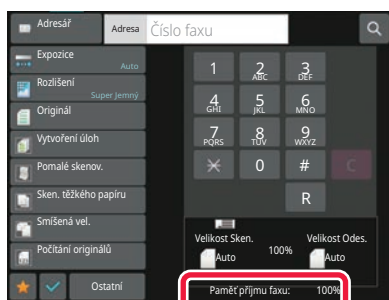 Adresář
Adresa
Číslo faxu
Expozice
Auto
Rozlišení
Super Jemný
Originál
Vytvoření úloh
Pomalé skenov.
Sken. těžkého papíru
Smíšená vel.
Počítání originálů
Ostatní
1
2
ABC
3
DEF
4
GHI
5
JKL
6
MNO
7
PQRS
8
TUV
9
WXYZ
0
#
C
R
Velikost Sken.
Velikost Odes.
Auto
100%
Auto
Paměť příjmu faxu: 100%